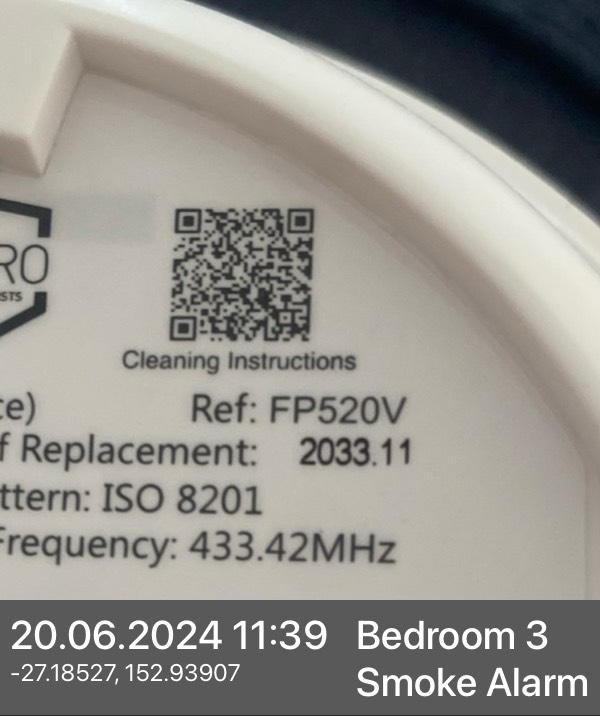 RO
STS
Cleaning Instructions
ce)
Ref: FP520V
f Replacement: 2033.11
ttern: ISO 8201
Frequency: 433.42MHz
20.06.2024 11:39
-27.18527, 152.93907
Bedroom 3
Smoke Alarm